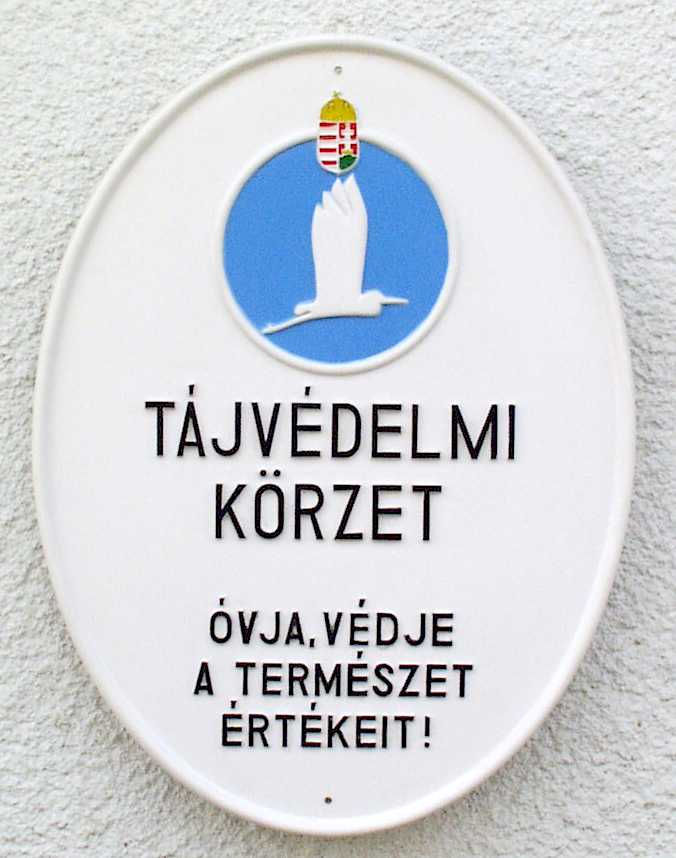 TÁJVÉDELMI
KÖRZET
ÓVJA, VÉDJE
A TERMÉSZET
ÉRTÉKEIT!